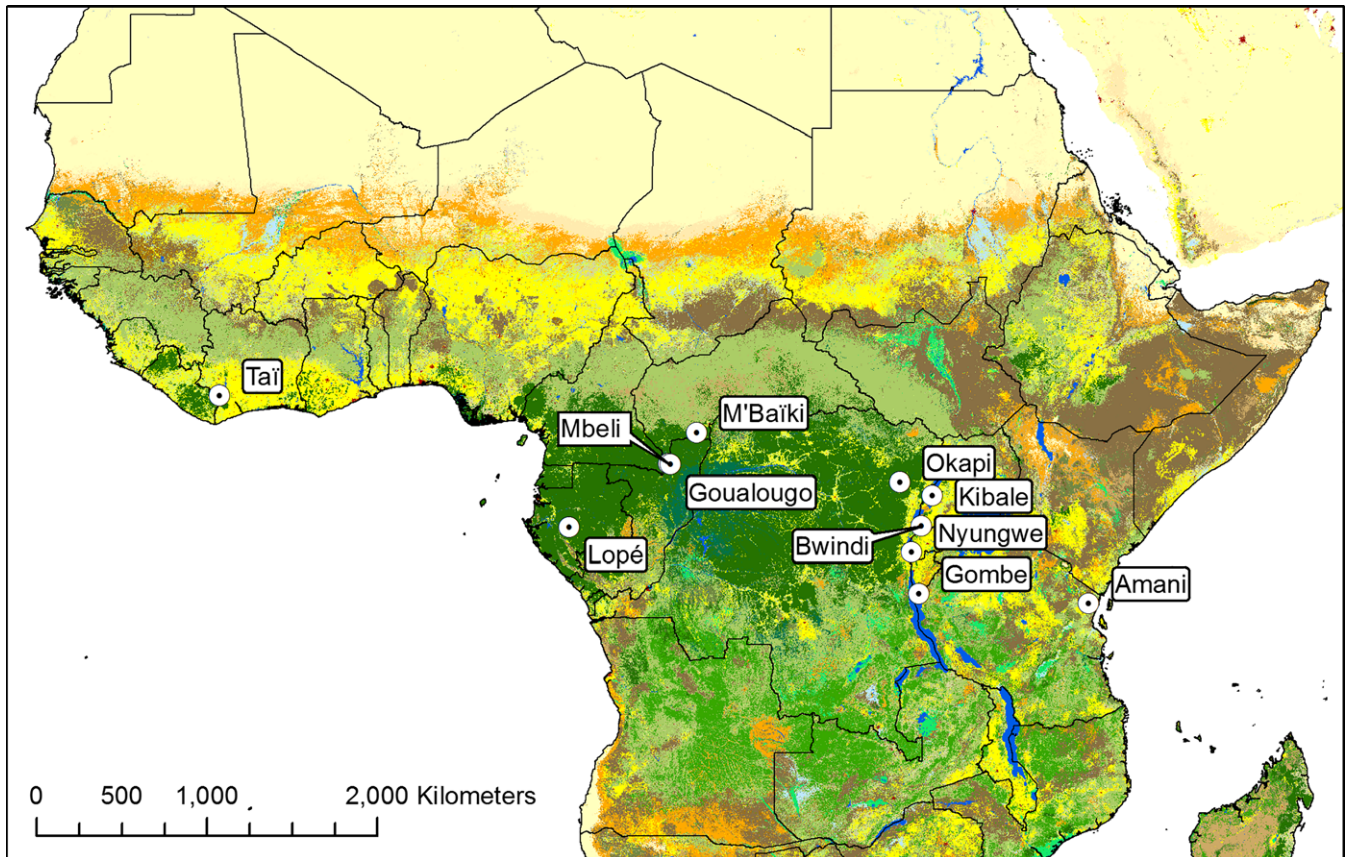 Taï
M'Baïki
Mbeli
Goualougo
Okapi
Kibale
Lopé
Bwindi
Nyungwe
Gombe
Amani
0 500 1,000 2,000 Kilometers